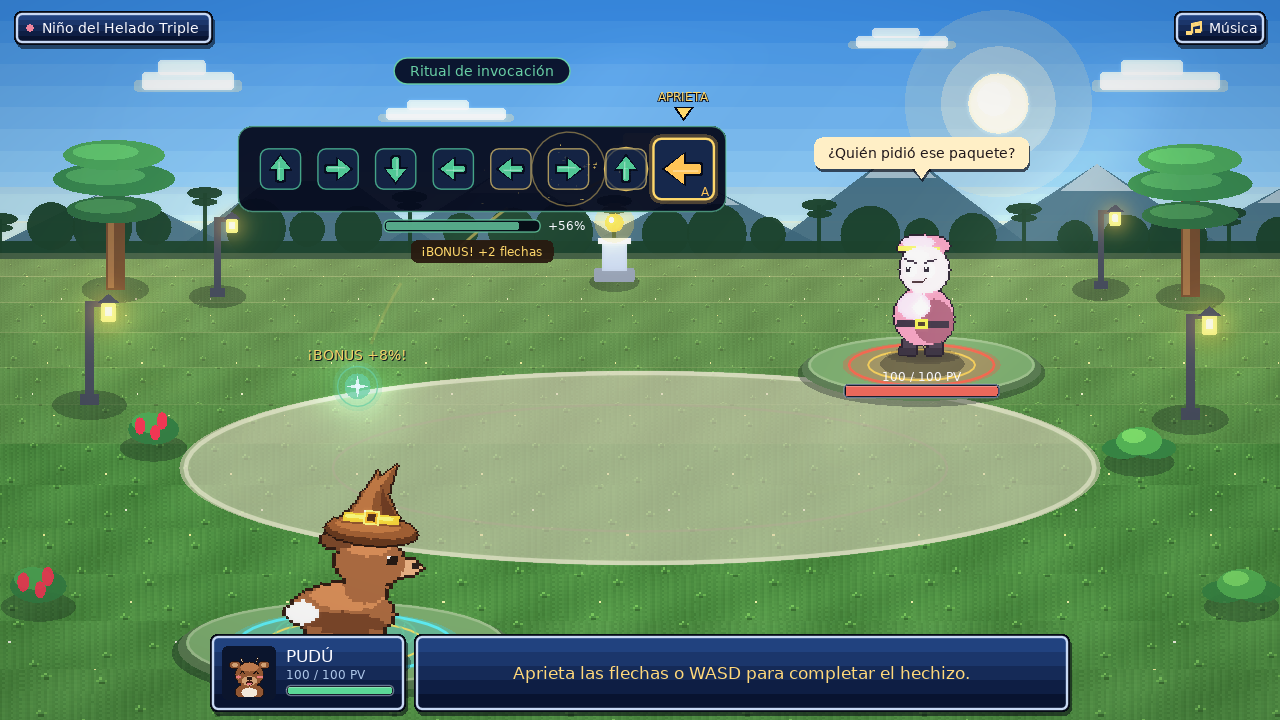 Niño del Helado Triple
Música
Ritual de invocación
APRIETA
A
¿Quién pidió ese paquete?
+56%
¡BONUS! +2 flechas
¡BONUS +8%!
100 / 100 PV
PUDÚ
100 / 100 PV
Aprieta las flechas o WASD para completar el hechizo.